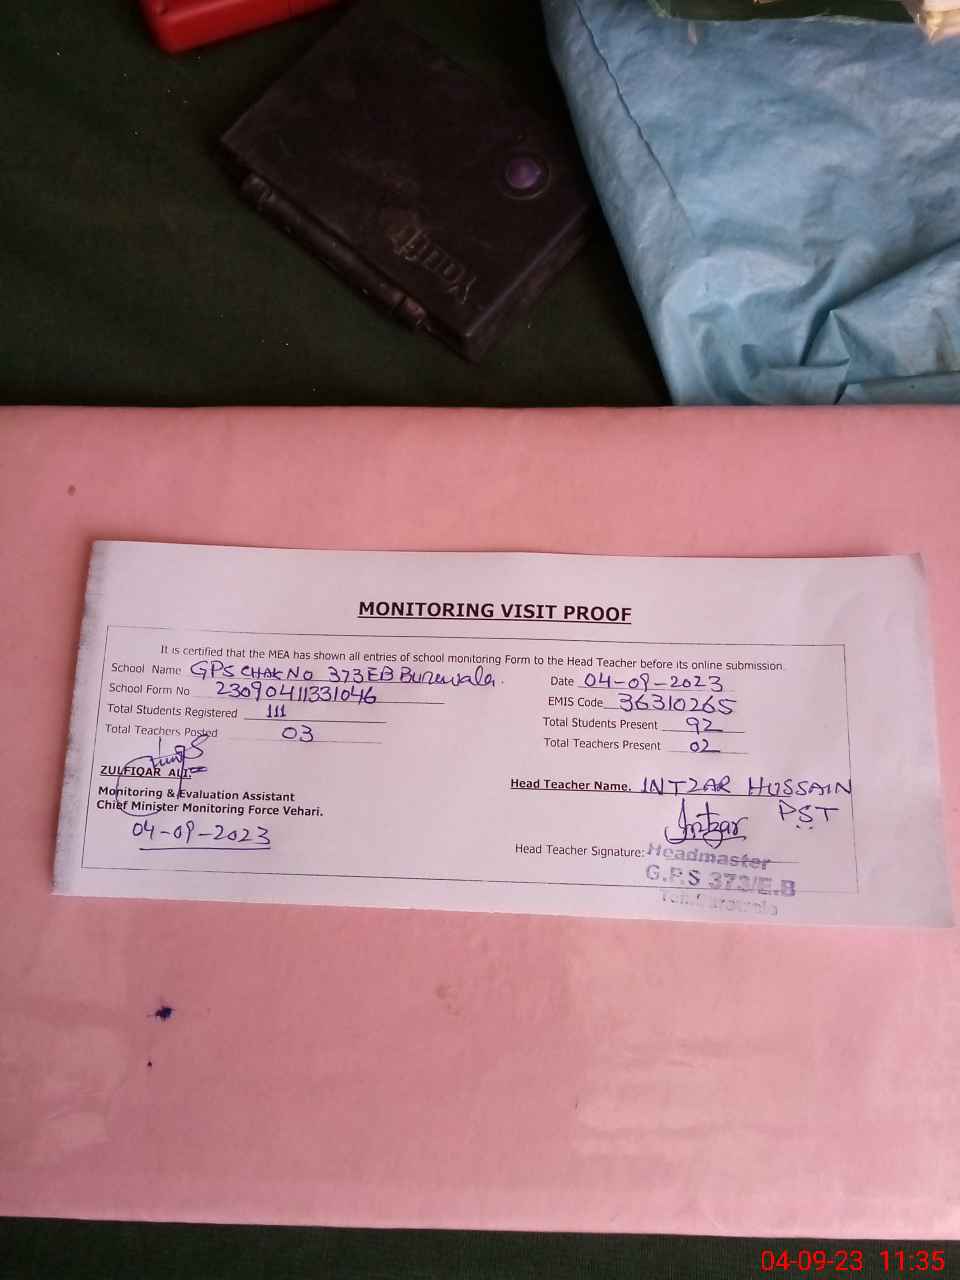 MONITORING VISIT PROOF
It is certified that the MEA has shown all entries of school monitoring Form to the Head Teacher before its online submission.
School Name GPS CHAK No 373 EB Burewala.
Date 04-09-2023
School Form No 23090411331046
EMIS Code 36310265
Total Students Registered 111
Total Students Present 92
Total Teachers Posted 03
Total Teachers Present 02
ZULFIQAR ALI.
Monitoring & Evaluation Assistant
Chief Minister Monitoring Force Vehari.
04-09-2023
Head Teacher Name. INTZAR HUSSAIN
PST
Intzar
Head Teacher Signature:
Headmaster
G.P.S 373/E.B
04-09-23 11:35